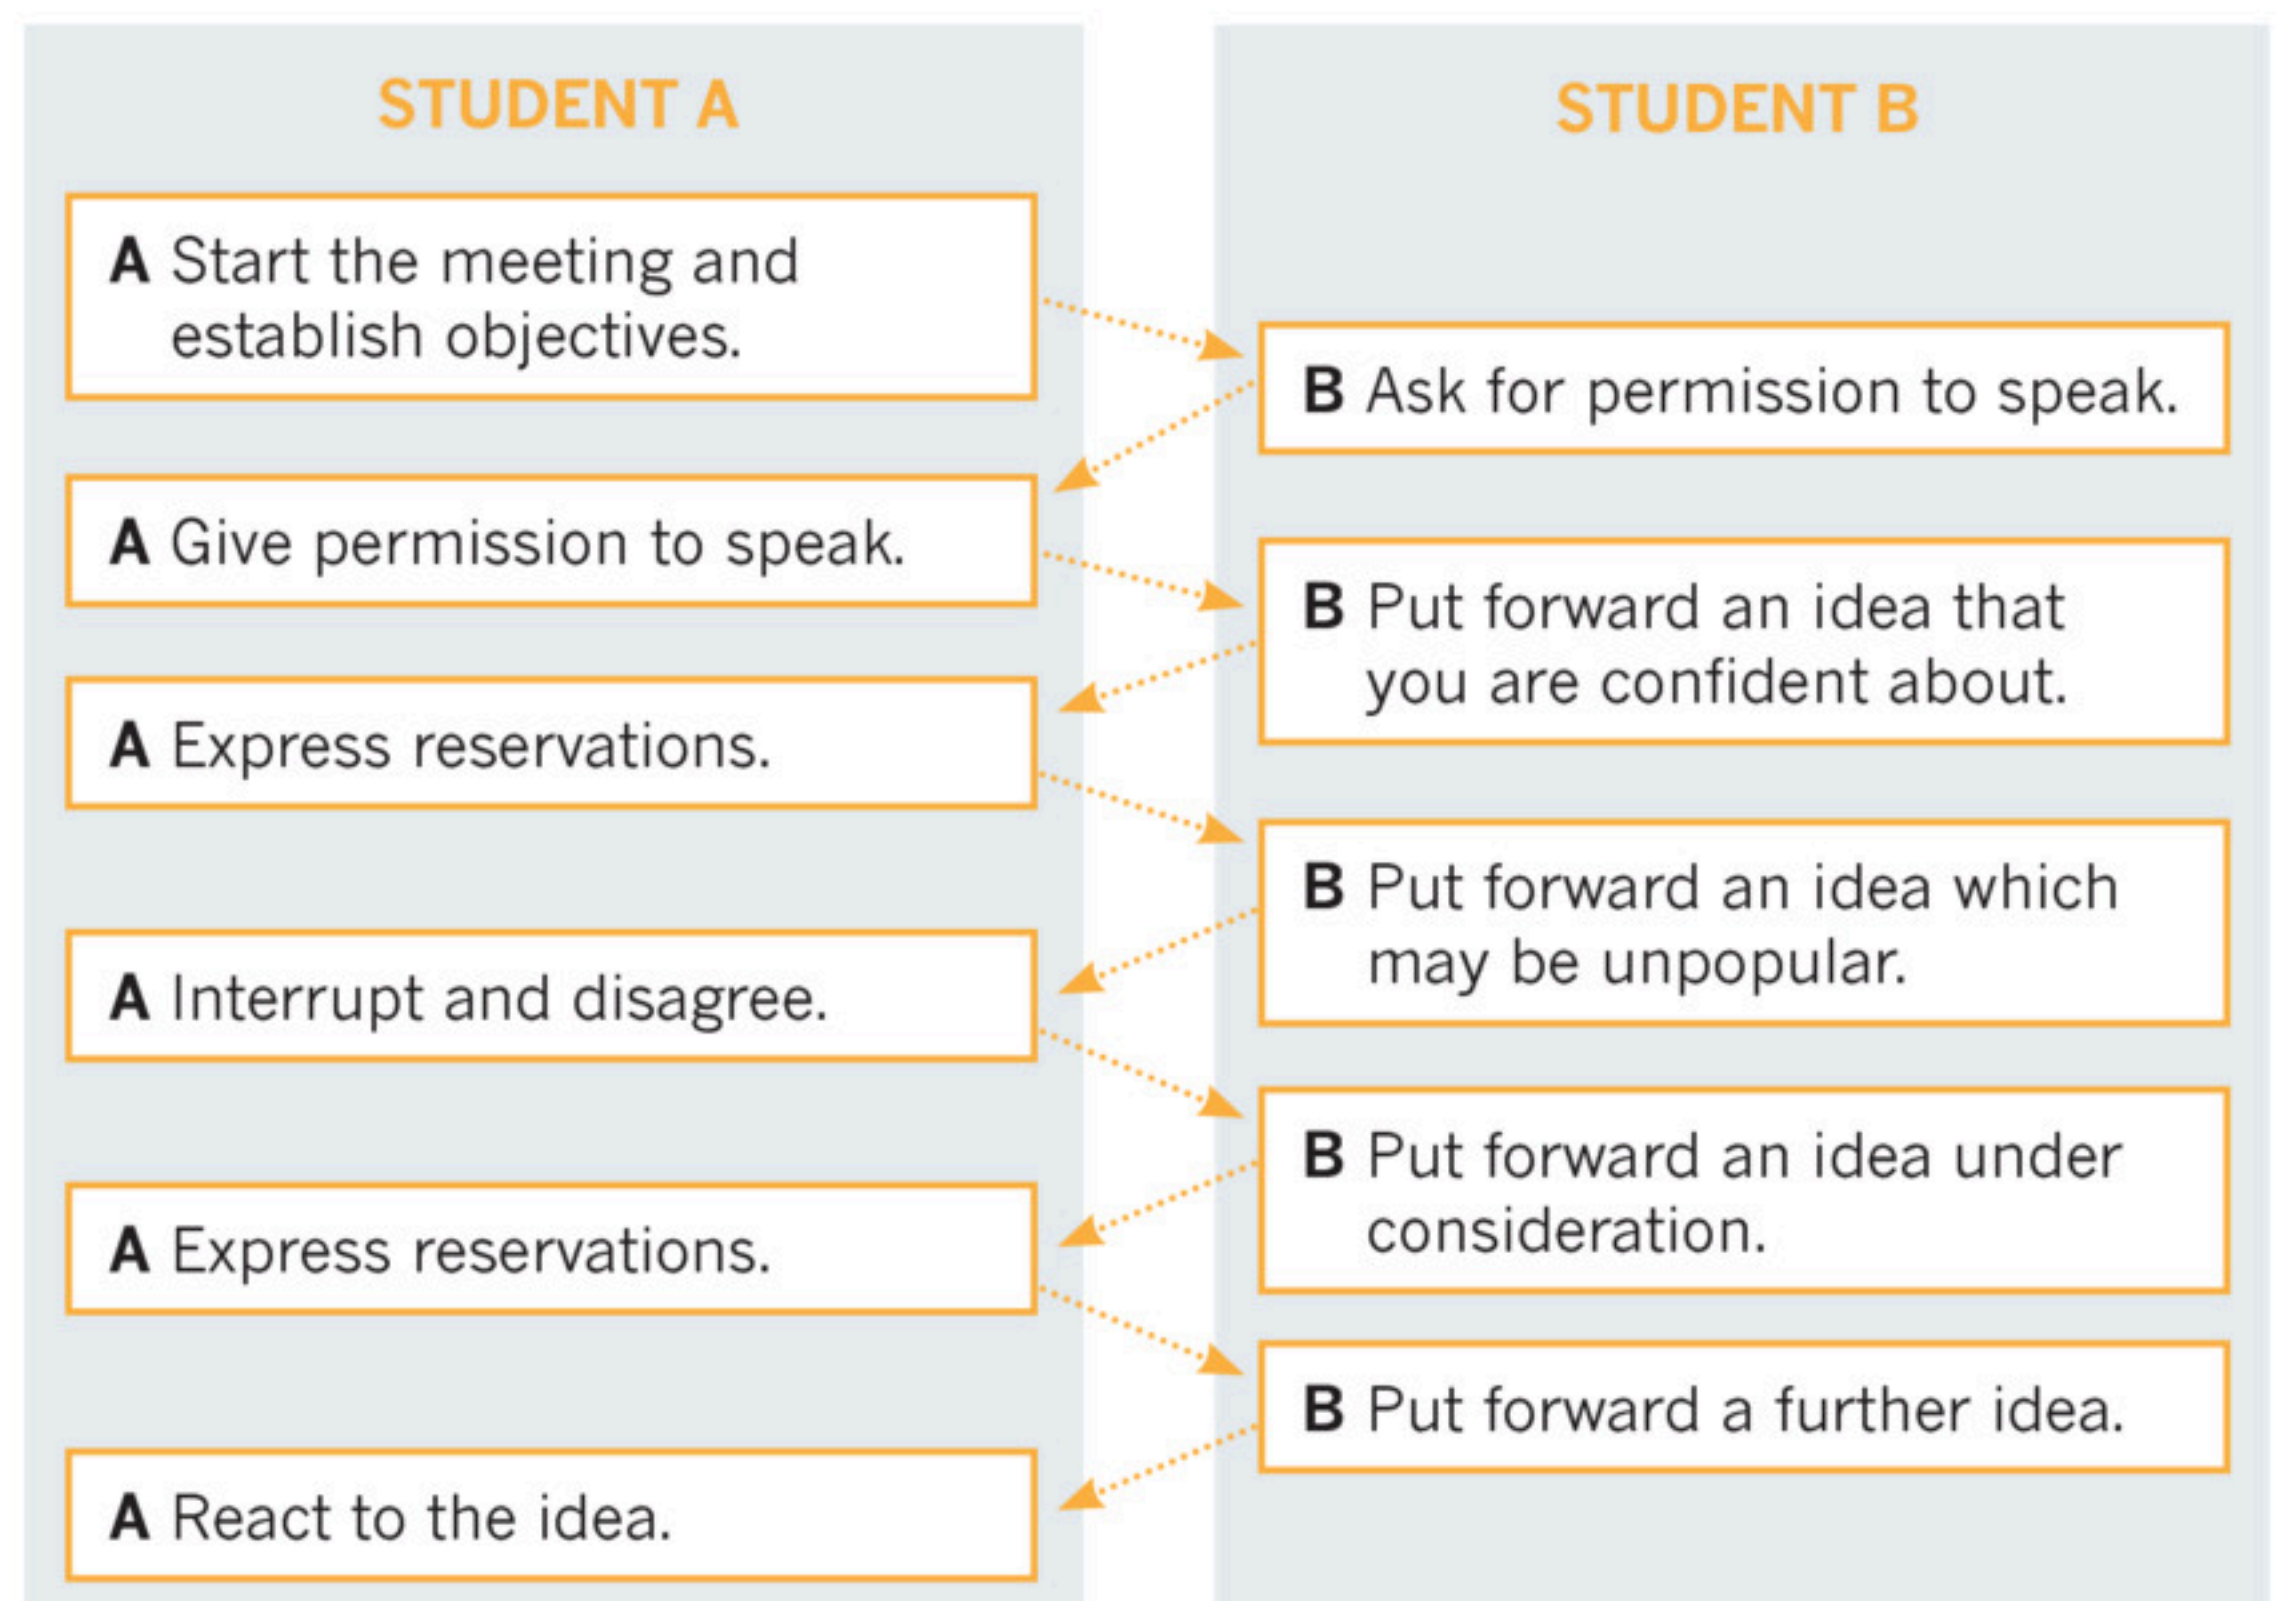 STUDENT A
STUDENT B
A Start the meeting and
establish objectives.
B Ask for permission to speak.
A Give permission to speak.
B Put forward an idea that
you are confident about.
A Express reservations.
B Put forward an idea which
may be unpopular.
A Interrupt and disagree.
B Put forward an idea under
consideration.
A Express reservations.
B Put forward a further idea.
A React to the idea.